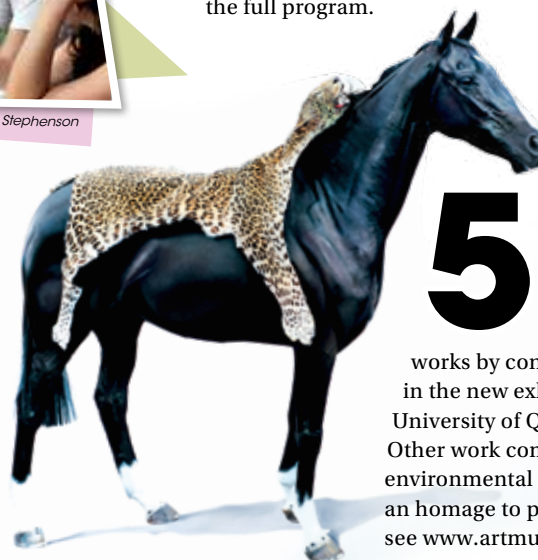 the full program.
Stephenson
5
works by con
in the new exh
University of Q
Other work con
environmental
an homage to p
see www.artmu